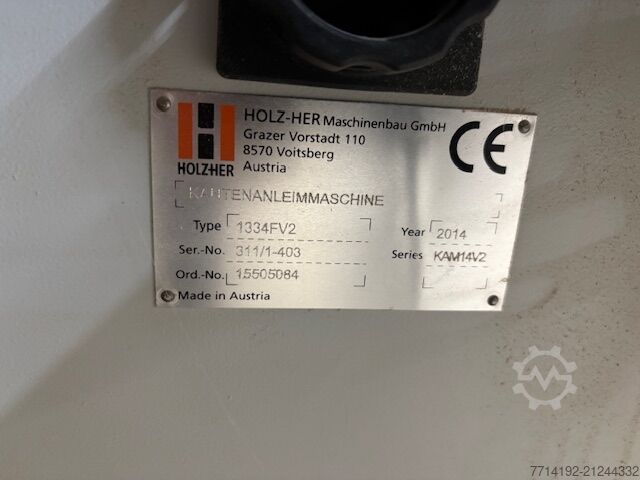 HOLZ-HER Maschinenbau GmbH
Grazer Vorstadt 110
8570 Voitsberg
Austria
HOLZHER
CE
KANTENANLEIMMASCHINE
Type 1334FV2 Year 2014
Ser.-No. 311/1-403 Series KAM14V2
Ord.-No. 15505084
Made in Austria
7714192-21244332